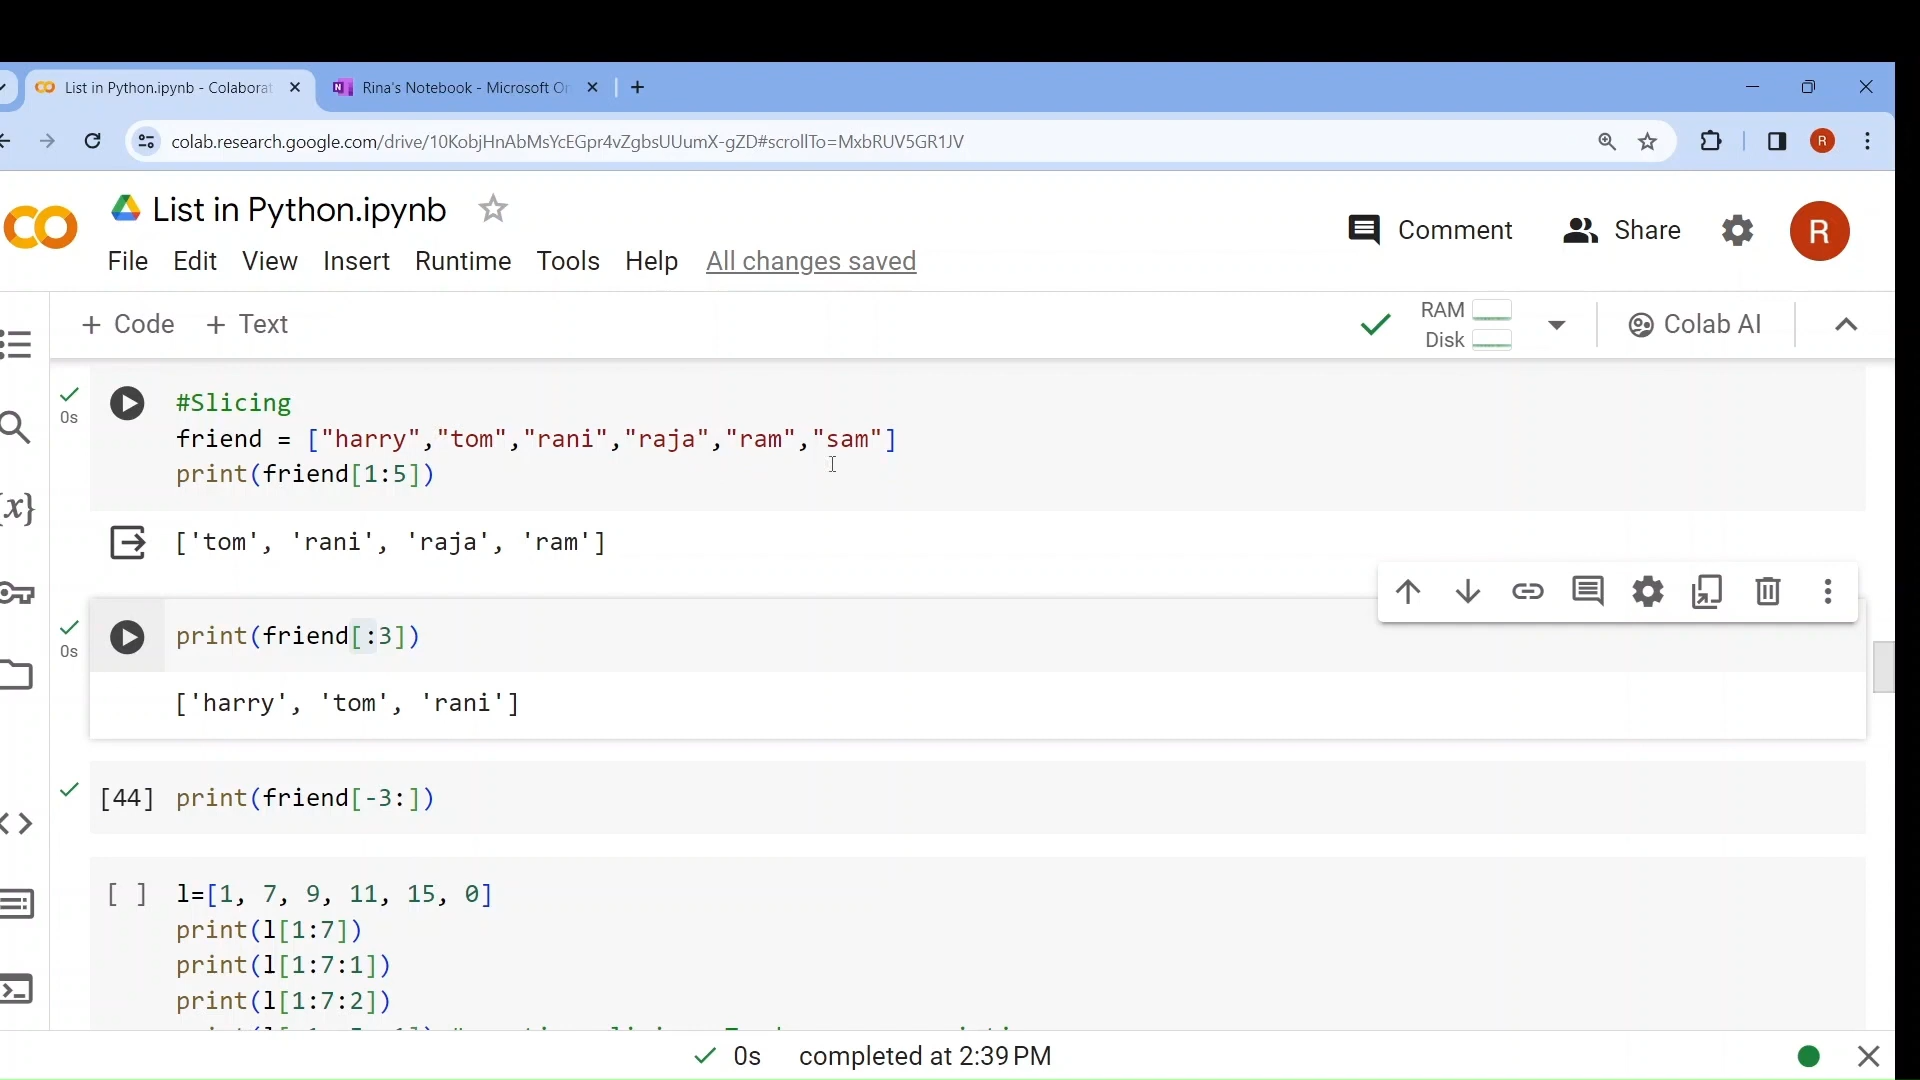 List in Python.ipynb - Colaborat
Rina's Notebook - Microsoft On
colab.research.google.com/drive/10KobjHnAbMsYcEGpr4vZgbsUUumX-gZD#scrollTo=MxbRUV5GR1JV
R
List in Python.ipynb
Comment
Share
R
File Edit View Insert Runtime Tools Help All changes saved
+ Code + Text
RAM
Disk
Colab AI
0s
#Slicing
friend = ["harry","tom","rani","raja","ram","sam"]
print(friend[1:5])
{x}
['tom', 'rani', 'raja', 'ram']
0s
print(friend[:3])
['harry', 'tom', 'rani']
[44] print(friend[-3:])
[ ] l=[1, 7, 9, 11, 15, 0]
print(l[1:7])
print(l[1:7:1])
print(l[1:7:2])
0s completed at 2:39 PM